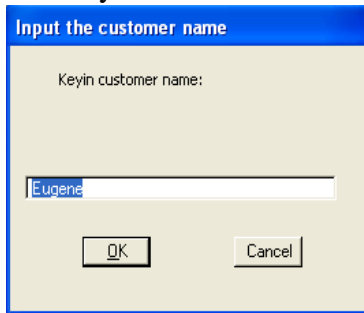 Input the customer name
Keyin customer name:
Eugene
OK
Cancel